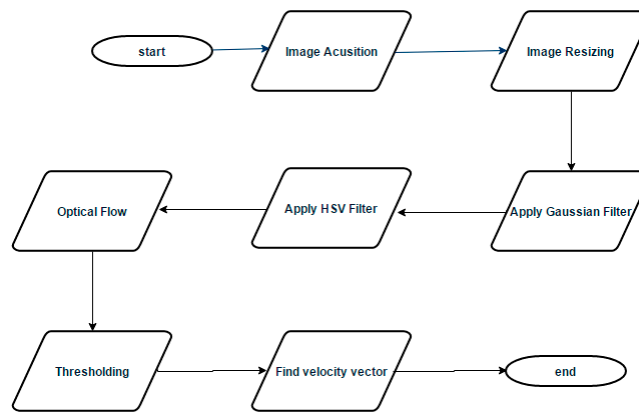 start
Image Acusition
Image Resizing
Apply Gaussian Filter
Apply HSV Filter
Optical Flow
Thresholding
Find velocity vector
end